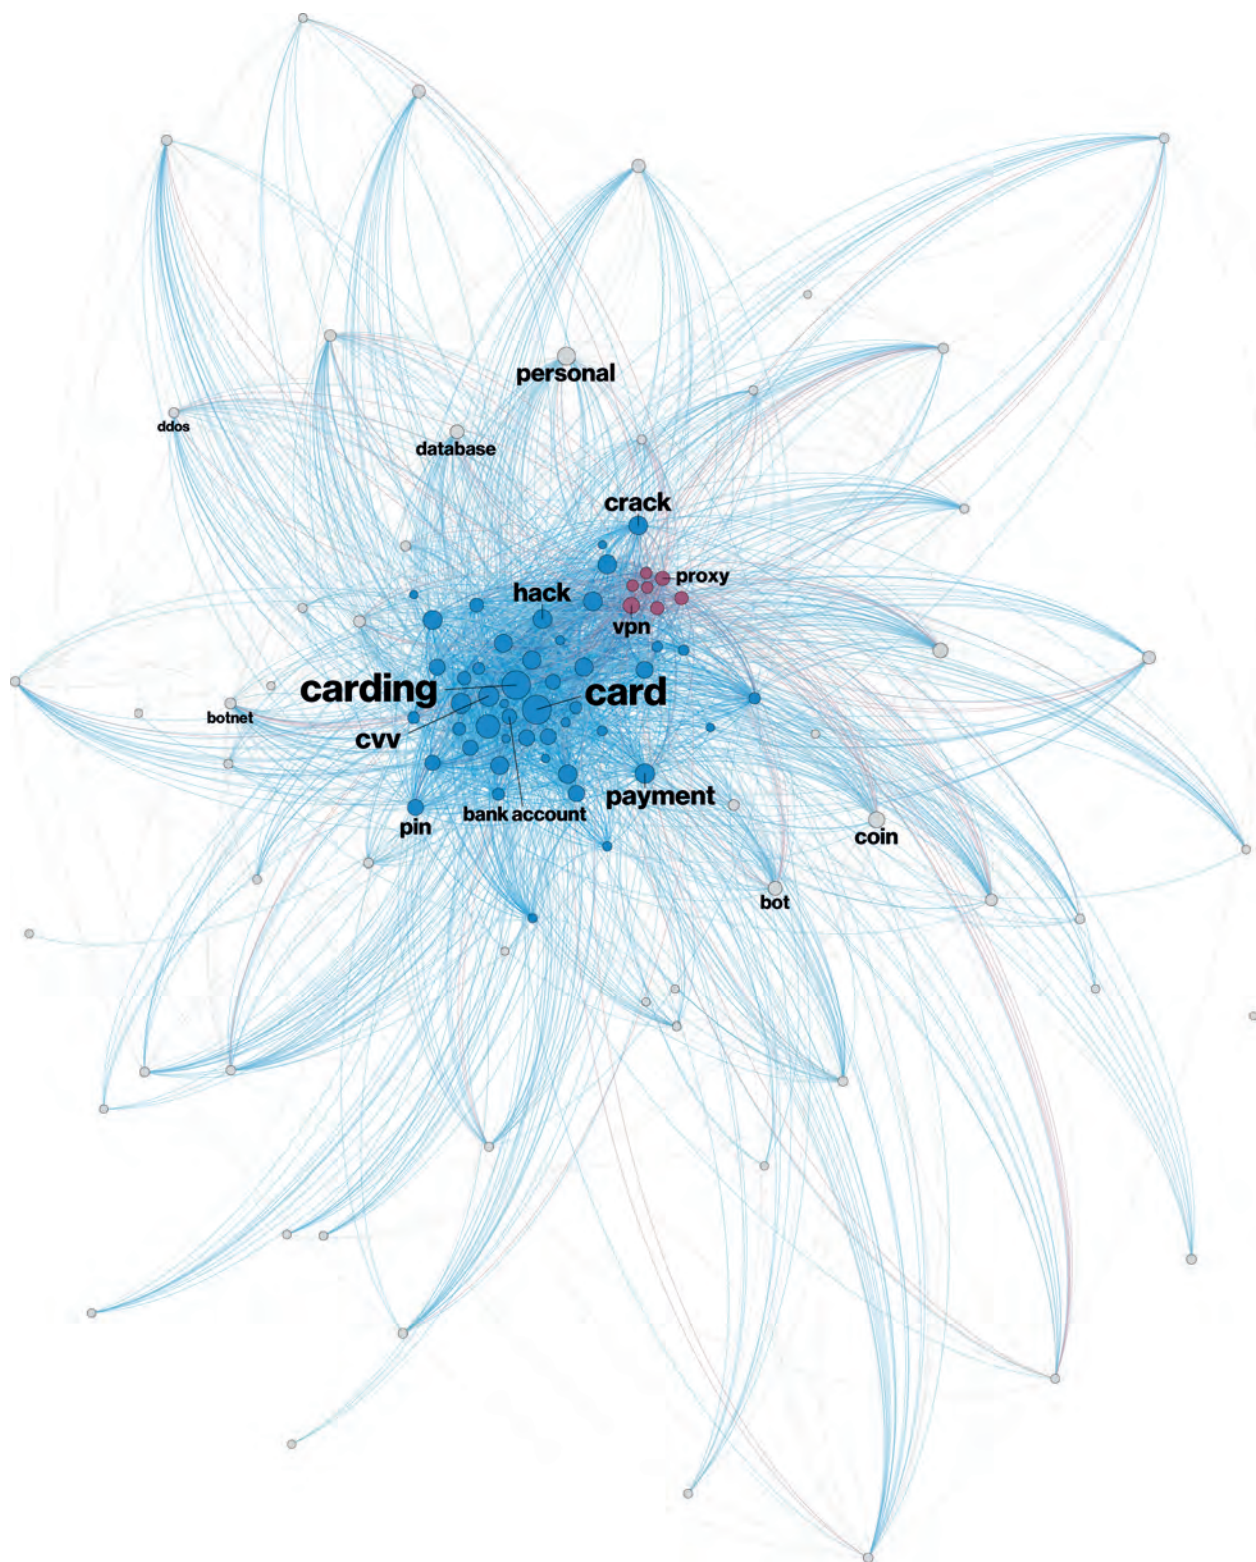 personal
ddos
database
crack
proxy
hack
vpn
carding
card
botnet
cvv
payment
bank account
pin
coin
bot